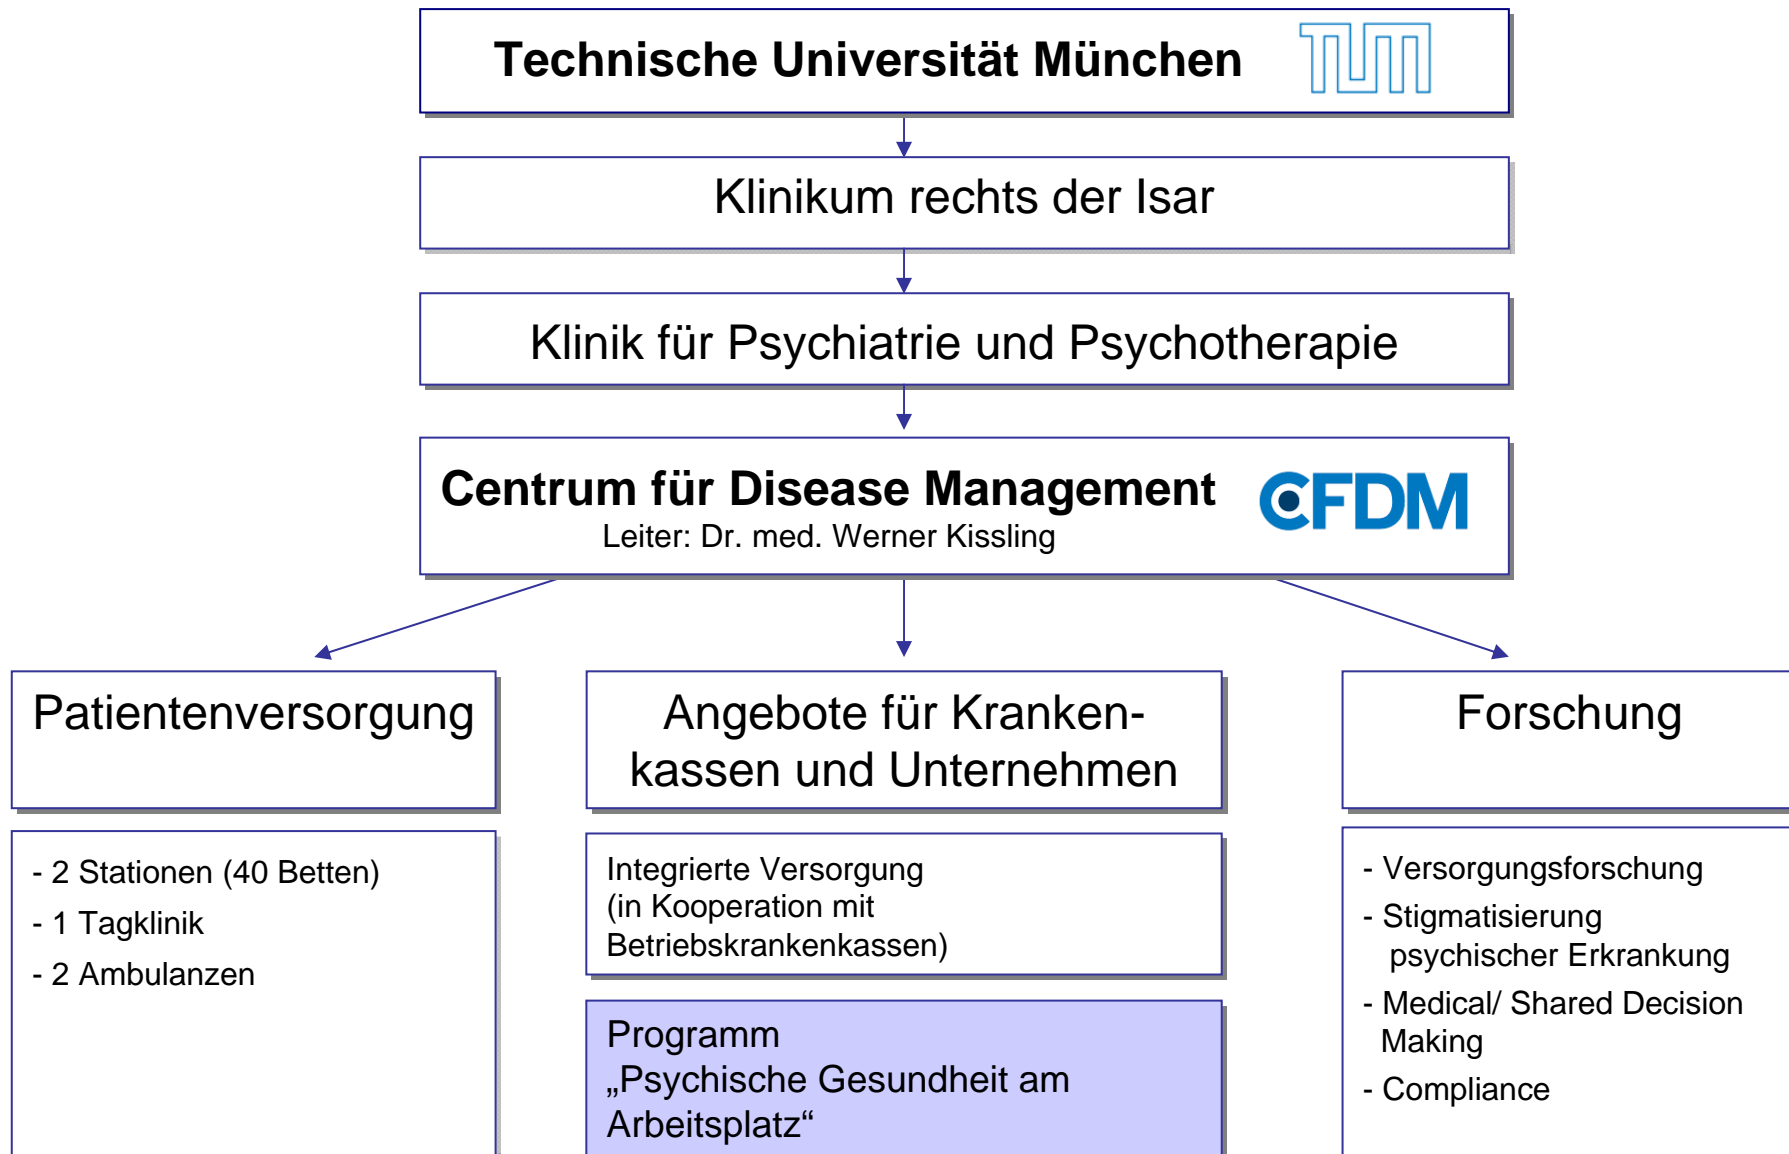 Technische Universität München TUM
Klinikum rechts der Isar
Klinik für Psychiatrie und Psychotherapie
Centrum für Disease Management CFDM
Leiter: Dr. med. Werner Kissling
Patientenversorgung
- 2 Stationen (40 Betten)
- 1 Tagklinik
- 2 Ambulanzen
Angebote für Kranken-
kassen und Unternehmen
Integrierte Versorgung
(in Kooperation mit
Betriebskrankenkassen)
Programm
„Psychische Gesundheit am
Arbeitsplatz“
Forschung
- Versorgungsforschung
- Stigmatisierung
psychischer Erkrankung
- Medical/ Shared Decision
Making
- Compliance